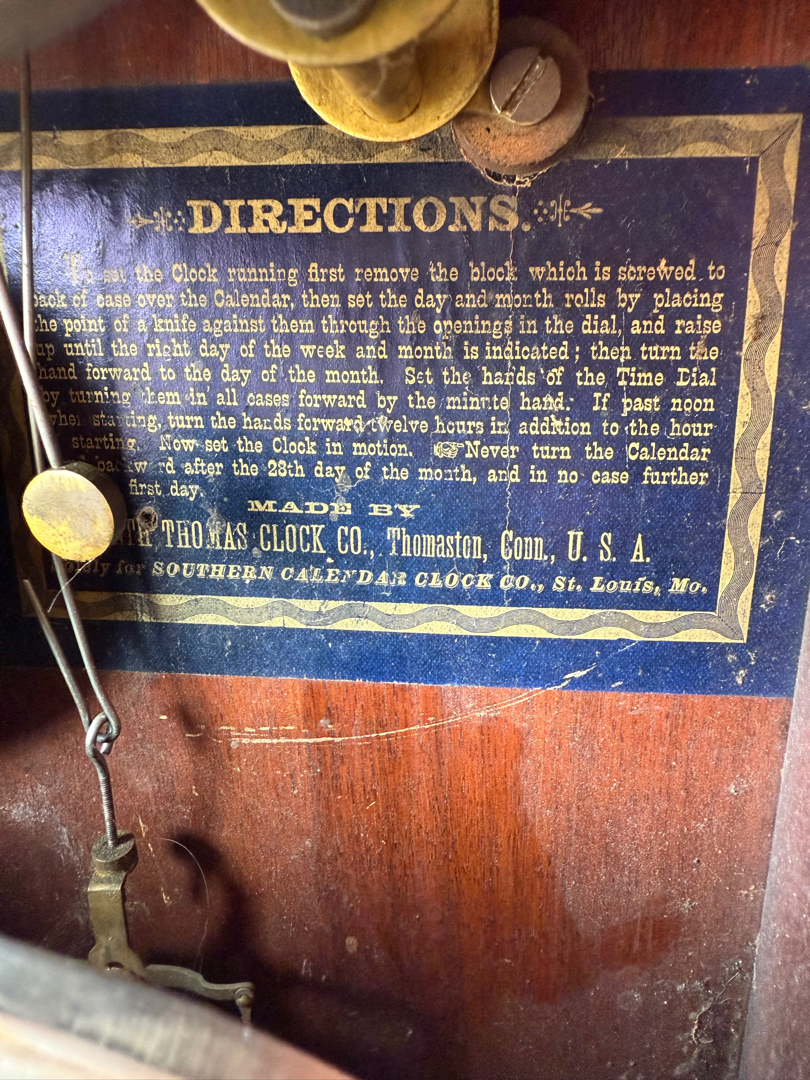 DIRECTIONS.
To set the Clock running first remove the block which is screwed to
back of case over the Calendar, then set the day and month rolls by placing
the point of a knife against them through the openings in the dial, and raise
up until the right day of the week and month is indicated; then turn the
hand forward to the day of the month. Set the hands of the Time Dial
by turning them in all cases forward by the minute hand. If past noon
when starting, turn the hands forward twelve hours in addition to the hour
starting. Now set the Clock in motion. ☞Never turn the Calendar
backward after the 28th day of the month, and in no case further
first day.
MADE BY
THOMAS CLOCK CO., Thomaston, Conn., U. S. A.
Solely for SOUTHERN CALENDAR CLOCK CO., St. Louis, Mo.